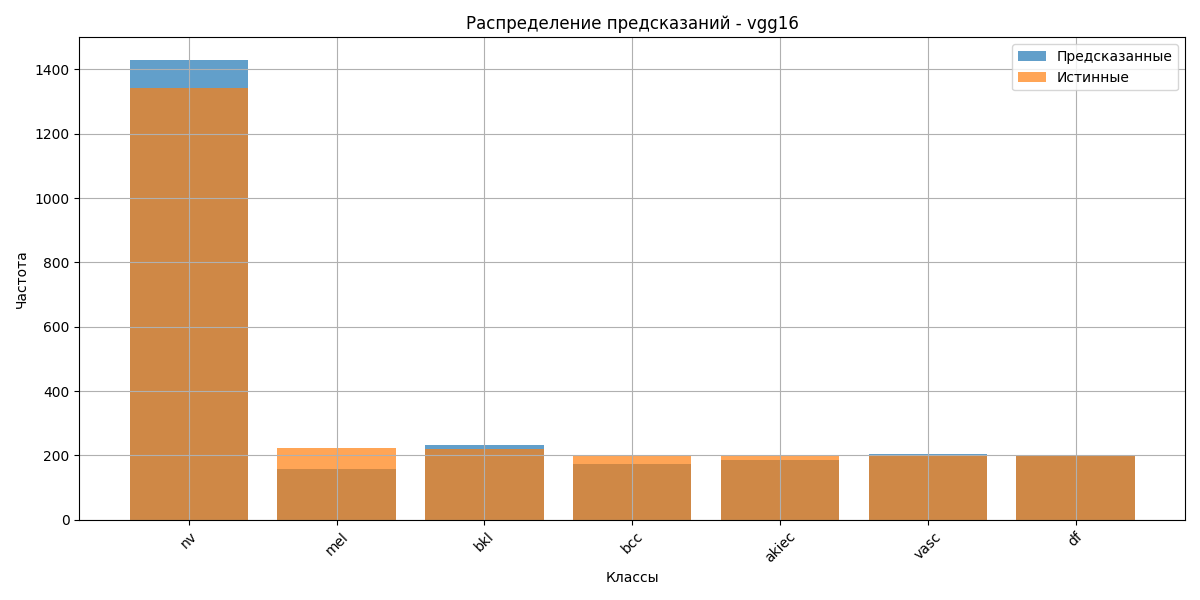 Распределение предсказаний - vgg16
Предсказанные
Истинные
1400
1200
1000
800
600
400
200
0
Частота
nv
mel
bkl
bcc
akiec
vasc
df
Классы